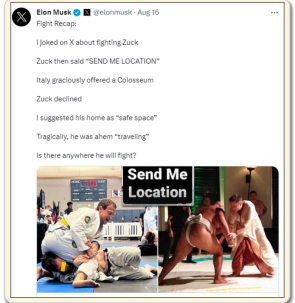 Elon Musk @elonmusk · Aug 16
Fight Recap:
I joked on X about fighting Zuck
Zuck then said "SEND ME LOCATION"
Italy graciously offered a Colosseum
Zuck declined
I suggested his home as "safe space"
Tragically, he was ahem "traveling"
Is there anywhere he will fight?
Send Me
Location